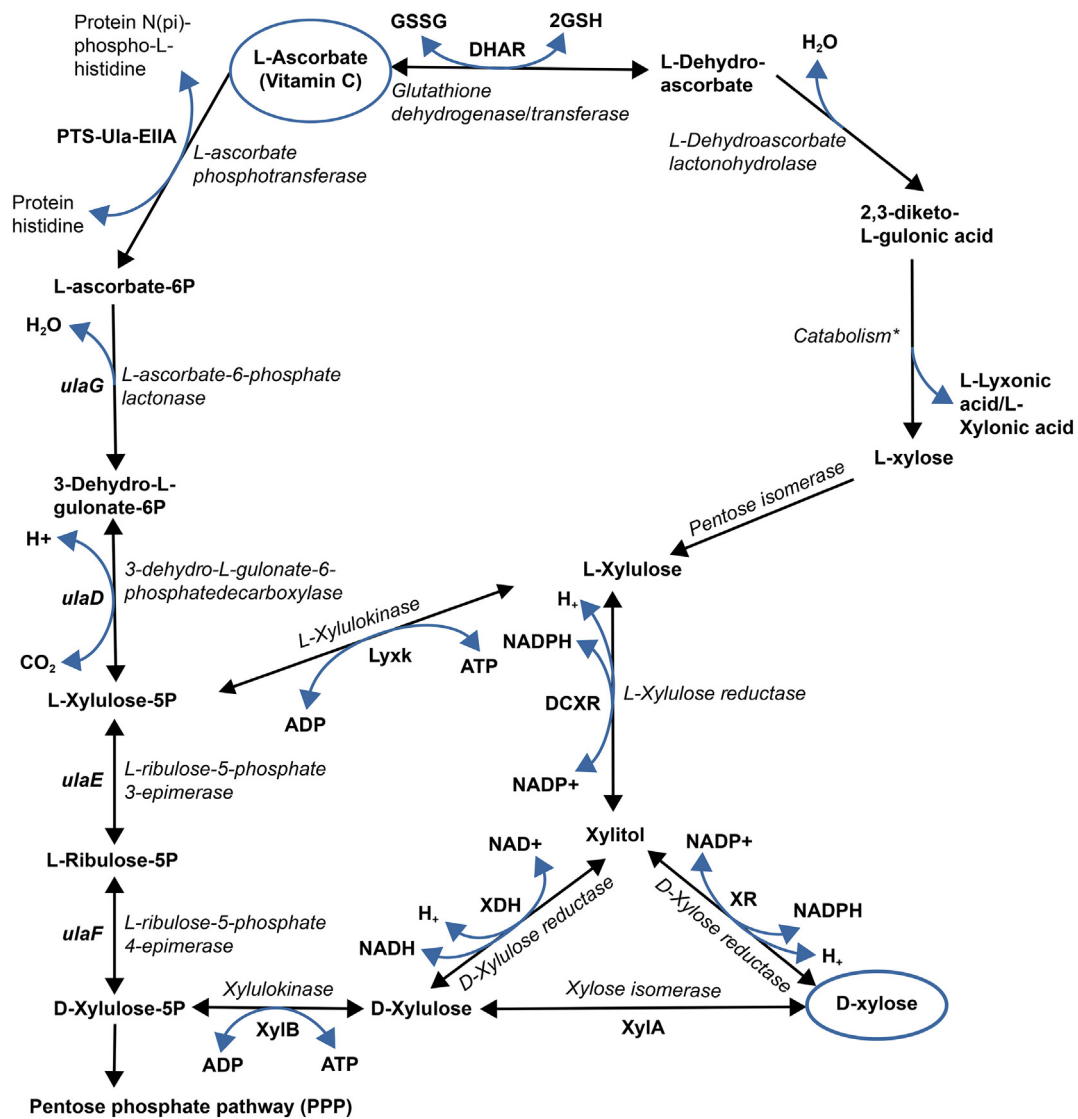 Protein N(pi)-
phospho-L-
histidine
L-Ascorbate
(Vitamin C)
GSSG
DHAR
2GSH
Glutathione
dehydrogenase/transferase
L-Dehydro-
ascorbate
H₂O
PTS-Ula-EIIA
L-ascorbate
phosphotransferase
L-Dehydroascorbate
lactonohydrolase
Protein
histidine
2,3-diketo-
L-gulonic acid
L-ascorbate-6P
H₂O
ulaG
L-ascorbate-6-phosphate
lactonase
Catabolism*
L-Lyxonic
acid/L-
Xylonic acid
L-xylose
3-Dehydro-L-
gulonate-6P
Pentose isomerase
H+
ulaD
CO₂
3-dehydro-L-gulonate-6-
phosphatedecarboxylase
L-Xylulokinase
Lyxk
ADP
ATP
L-Xylulose
H₊
NADPH
DCXR
NADP+
L-Xylulose reductase
L-Xylulose-5P
ulaE
L-ribulose-5-phosphate
3-epimerase
Xylitol
L-Ribulose-5P
NAD+
XDH
H₊
NADH
D-Xylulose reductase
NADP+
XR
NADPH
H₊
D-Xylose reductase
ulaF
L-ribulose-5-phosphate
4-epimerase
D-Xylulose-5P
Xylulokinase
XylB
ADP
ATP
D-Xylulose
Xylose isomerase
XylA
D-xylose
Pentose phosphate pathway (PPP)